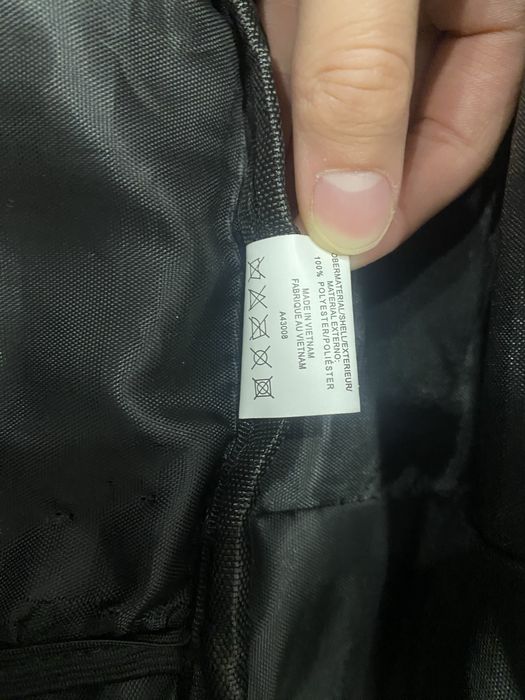 OBERMATERIAL/SHELL/EXTERIEUR/
MATERIAL EXTERNO:
100% POLYESTER/POLIÉSTER
MADE IN VIETNAM
FABRIQUE AU VIETNAM
A43008